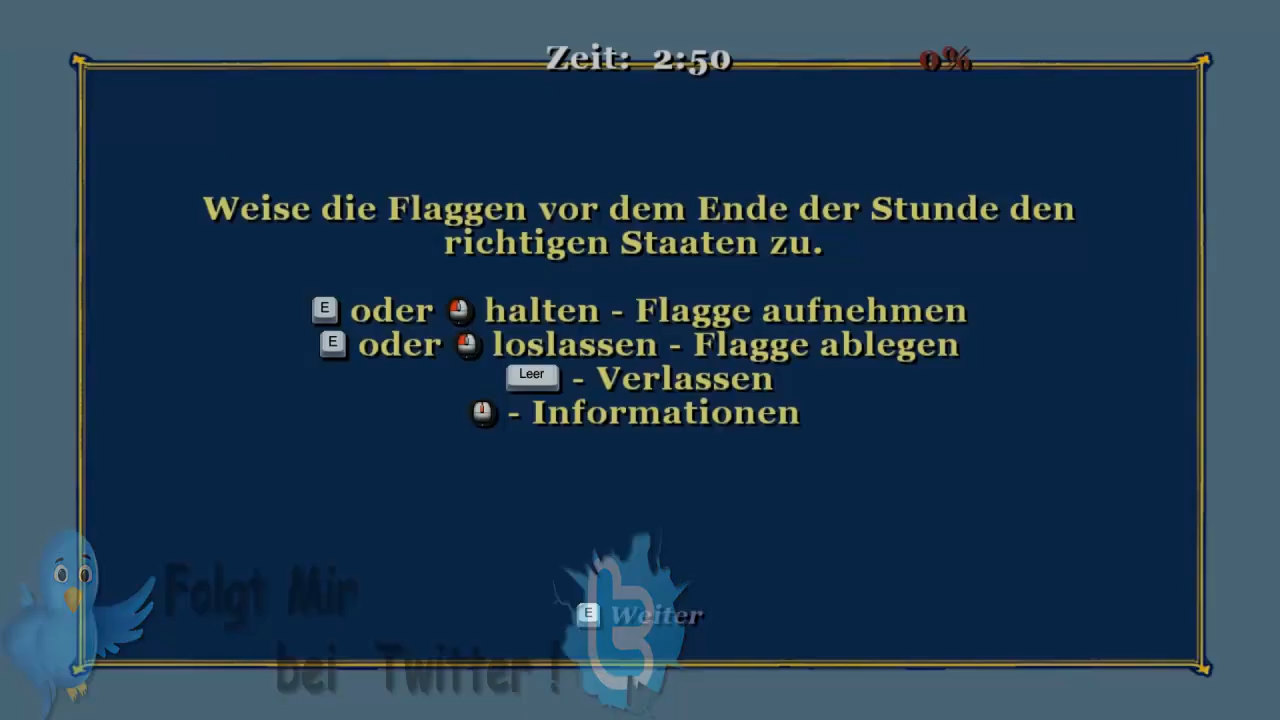 Zeit: 2:50
0%
Weise die Flaggen vor dem Ende der Stunde den
richtigen Staaten zu.
E oder halten - Flagge aufnehmen
E oder loslassen - Flagge ablegen
Leer - Verlassen
- Informationen
Folgt Mir
bei Twitter !
E Weiter